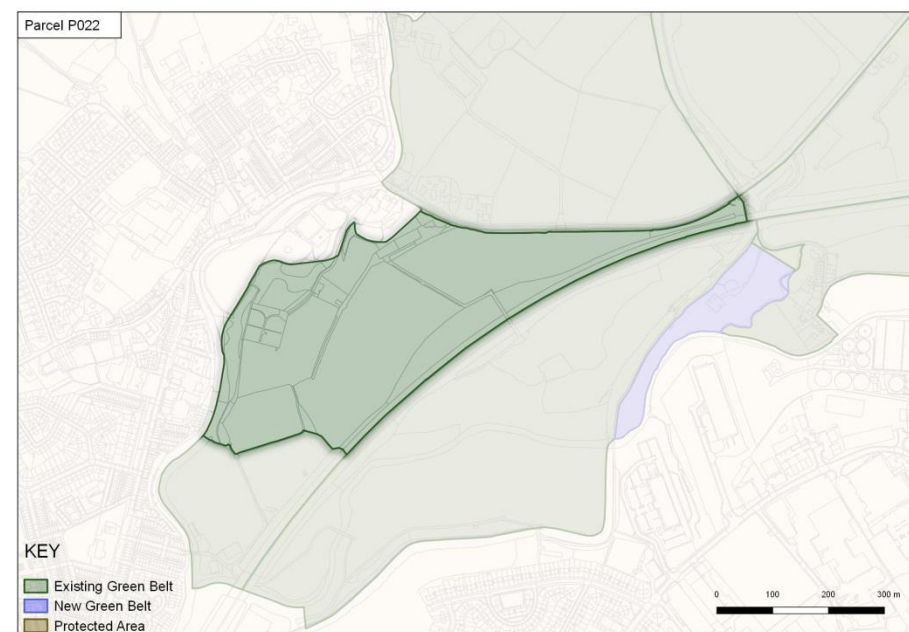 Parcel P022
KEY
Existing Green Belt
New Green Belt
Protected Area
0 100 200 300 m